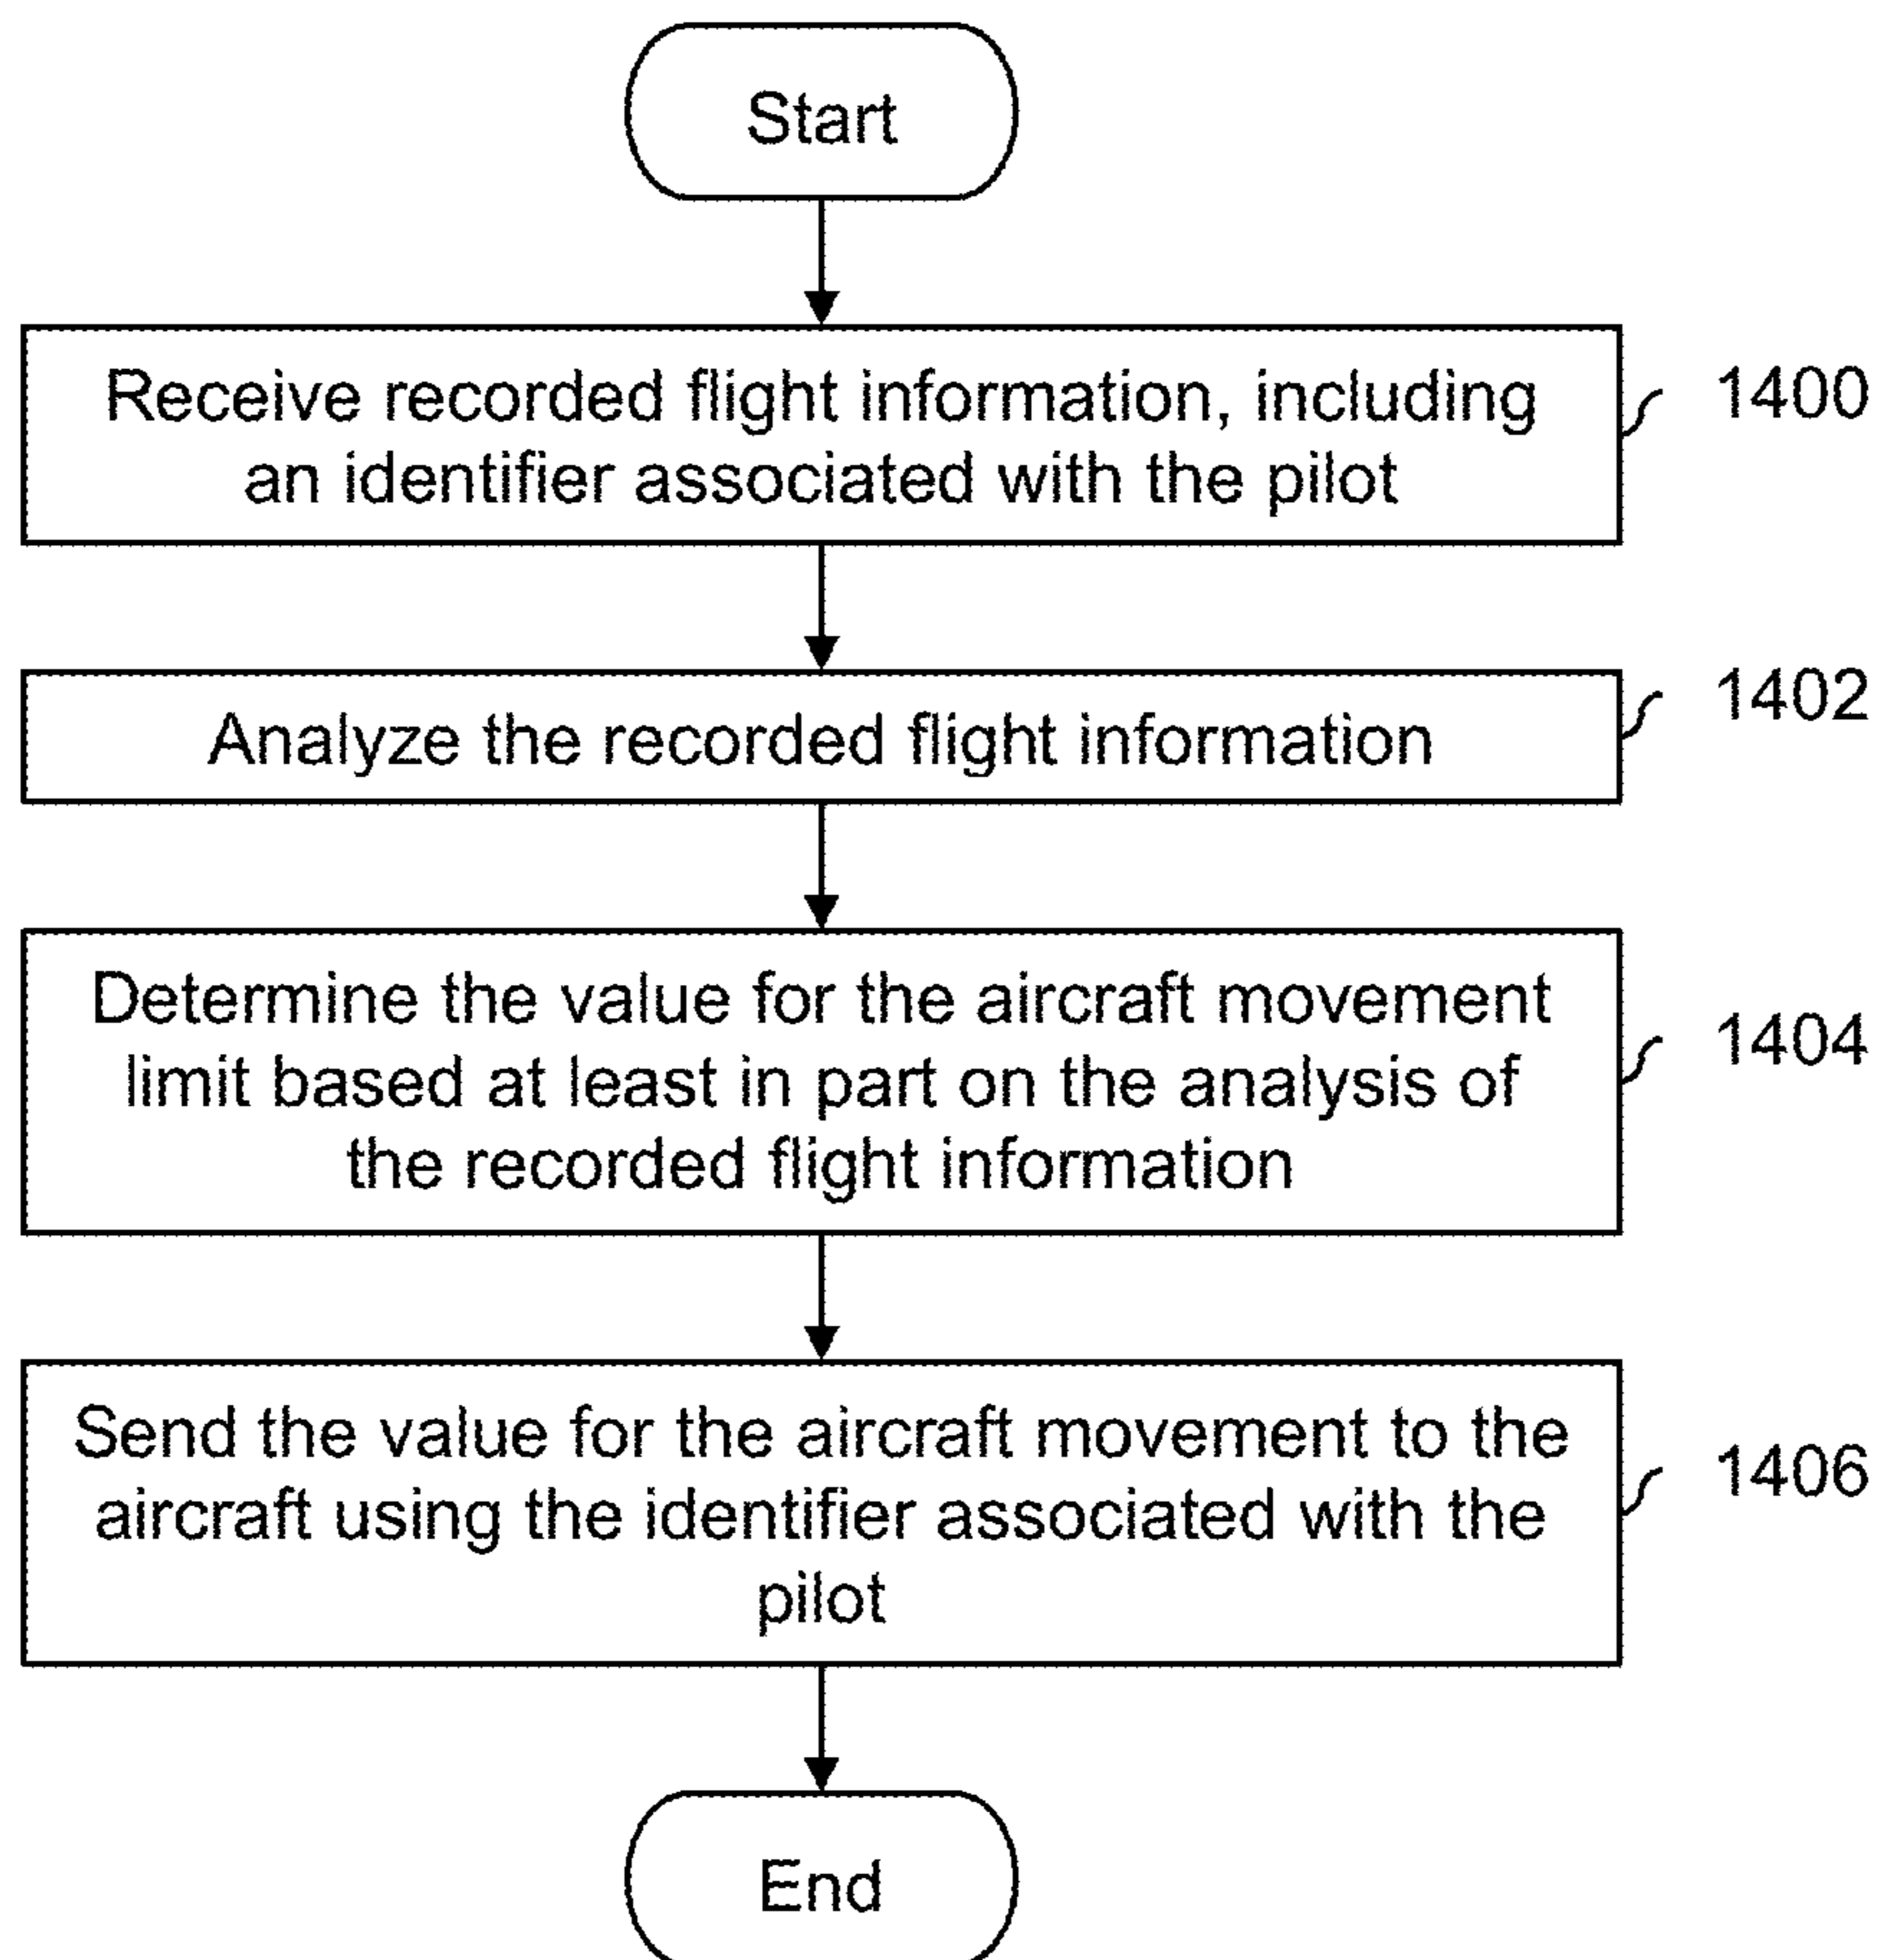 Start
Receive recorded flight information, including
an identifier associated with the pilot
1400
Analyze the recorded flight information
1402
Determine the value for the aircraft movement
limit based at least in part on the analysis of
the recorded flight information
1404
Send the value for the aircraft movement to the
aircraft using the identifier associated with the
pilot
1406
End